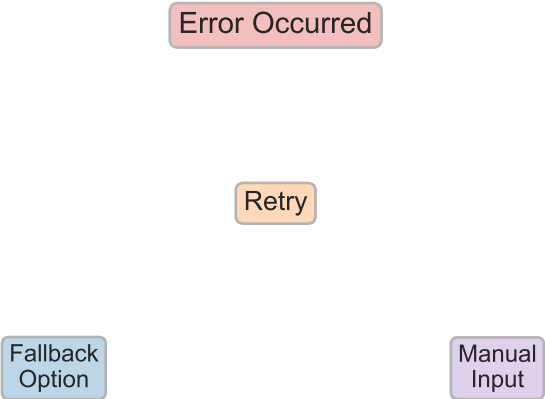 Error Occurred
Retry
Fallback
Option
Manual
Input